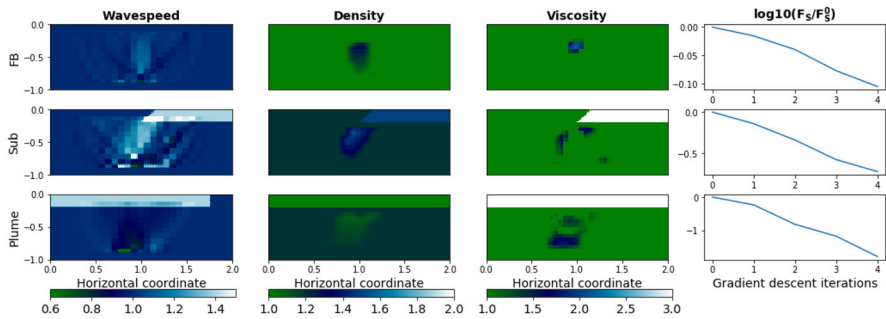 Wavespeed Density Viscosity log10(F_S/F_S^0)
FB
0.0
−0.5
−1.0
0.00
−0.05
−0.10
0 1 2 3 4
Sub
0.0
−0.5
−1.0
0.0
−0.5
0 1 2 3 4
Plume
0.0
−0.5
−1.0
0
−1
0.0 0.5 1.0 1.5 2.0 0.0 0.5 1.0 1.5 2.0 0.0 0.5 1.0 1.5 2.0 0 1 2 3 4
Horizontal coordinate Horizontal coordinate Horizontal coordinate Gradient descent iterations
0.6 0.8 1.0 1.2 1.4 1.0 1.2 1.4 1.6 1.8 2.0 1.0 1.5 2.0 2.5 3.0